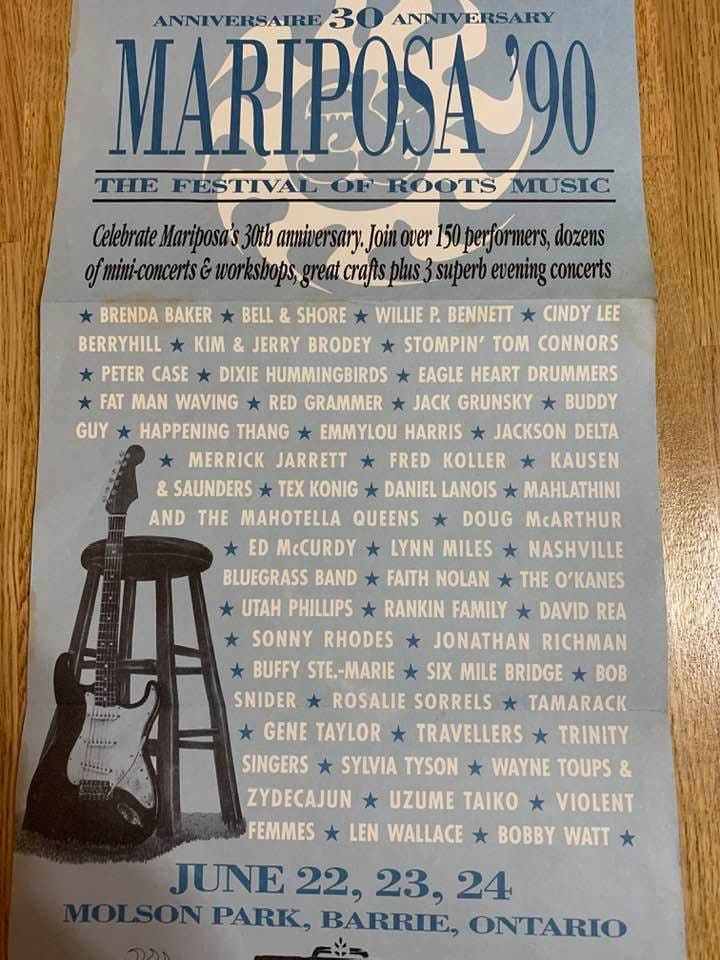 ANNIVERSAIRE 30 ANNIVERSARY
MARIPOSA '90
THE FESTIVAL OF ROOTS MUSIC
Celebrate Mariposa's 30th anniversary. Join over 150 performers, dozens
of mini-concerts & workshops, great crafts plus 3 superb evening concerts
★ BRENDA BAKER ★ BELL & SHORE ★ WILLIE P. BENNETT ★ CINDY LEE
BERRYHILL ★ KIM & JERRY BRODEY ★ STOMPIN' TOM CONNORS
★ PETER CASE ★ DIXIE HUMMINGBIRDS ★ EAGLE HEART DRUMMERS
★ FAT MAN WAVING ★ RED GRAMMER ★ JACK GRUNSKY ★ BUDDY
GUY ★ HAPPENING THANG ★ EMMYLOU HARRIS ★ JACKSON DELTA
★ MERRICK JARRETT ★ FRED KOLLER ★ KAUSEN
& SAUNDERS ★ TEX KONIG ★ DANIEL LANOIS ★ MAHLATHINI
AND THE MAHOTELLA QUEENS ★ DOUG McARTHUR
★ ED McCURDY ★ LYNN MILES ★ NASHVILLE
BLUEGRASS BAND ★ FAITH NOLAN ★ THE O'KANES
★ UTAH PHILLIPS ★ RANKIN FAMILY ★ DAVID REA
★ SONNY RHODES ★ JONATHAN RICHMAN
★ BUFFY STE.-MARIE ★ SIX MILE BRIDGE ★ BOB
SNIDER ★ ROSALIE SORRELS ★ TAMARACK
★ GENE TAYLOR ★ TRAVELLERS ★ TRINITY
SINGERS ★ SYLVIA TYSON ★ WAYNE TOUPS &
ZYDECAJUN ★ UZUME TAIKO ★ VIOLENT
FEMMES ★ LEN WALLACE ★ BOBBY WATT ★
JUNE 22, 23, 24
MOLSON PARK, BARRIE, ONTARIO